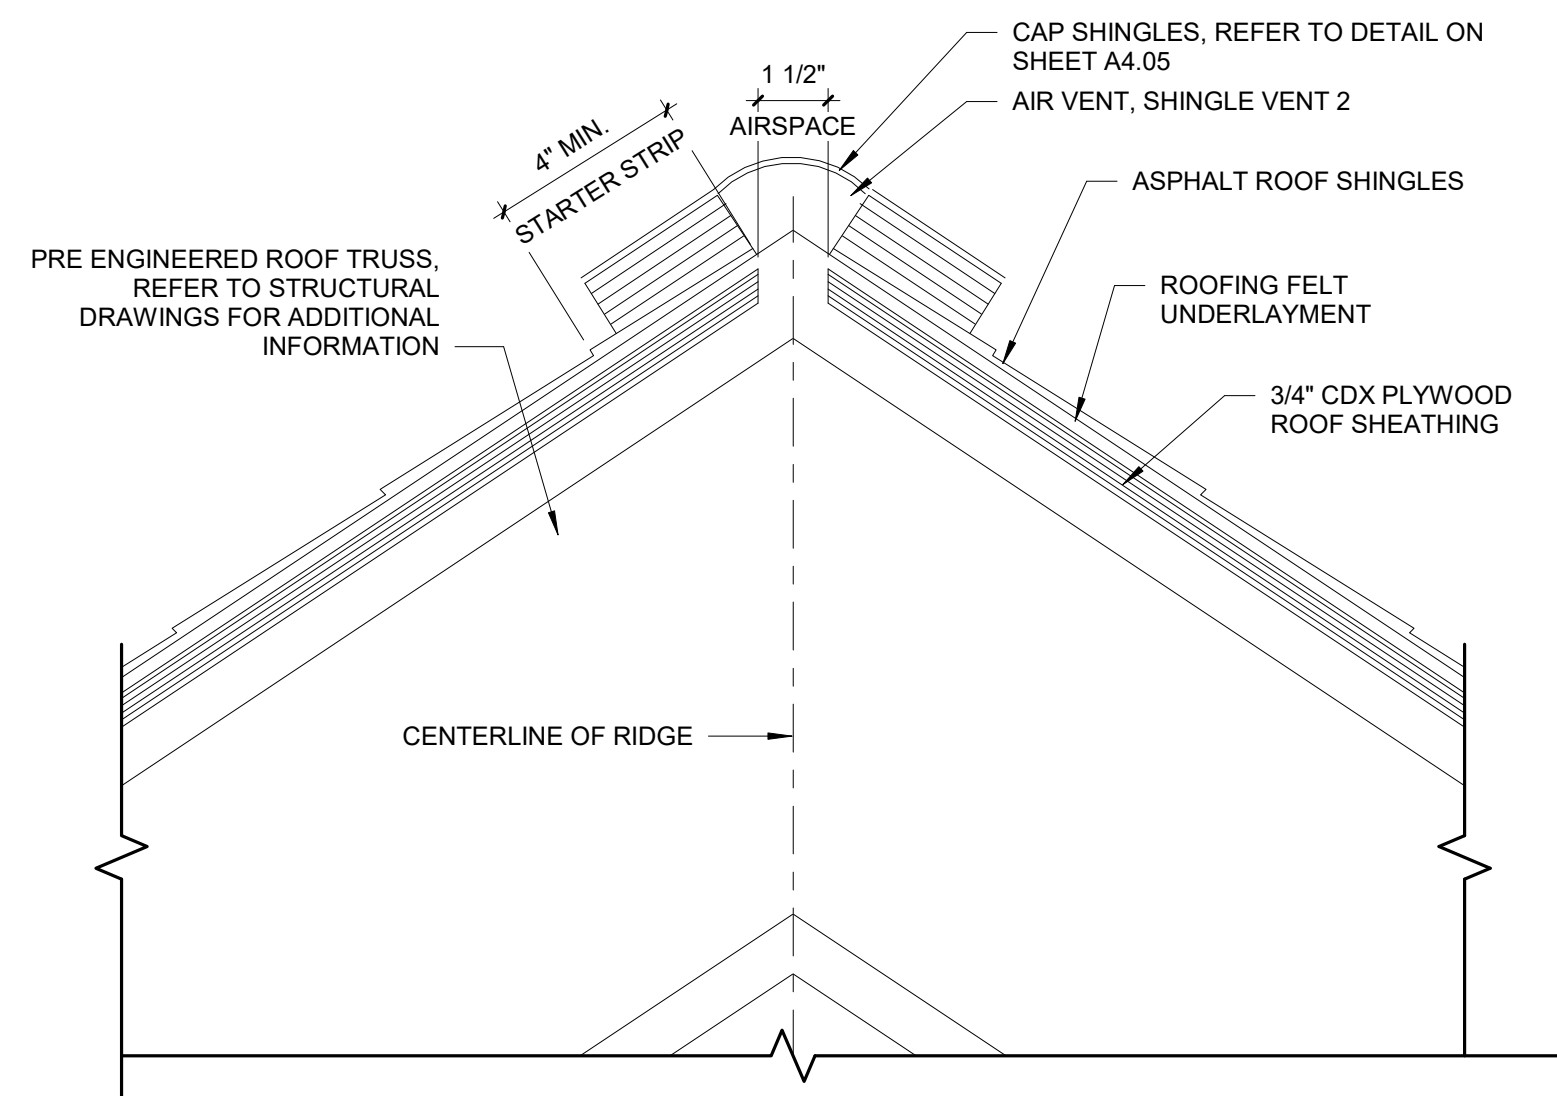 CAP SHINGLES, REFER TO DETAIL ON
SHEET A4.05
1 1/2"
AIR VENT, SHINGLE VENT 2
AIRSPACE
4" MIN.
STARTER STRIP
ASPHALT ROOF SHINGLES
PRE ENGINEERED ROOF TRUSS,
REFER TO STRUCTURAL
DRAWINGS FOR ADDITIONAL
INFORMATION
ROOFING FELT
UNDERLAYMENT
3/4" CDX PLYWOOD
ROOF SHEATHING
CENTERLINE OF RIDGE